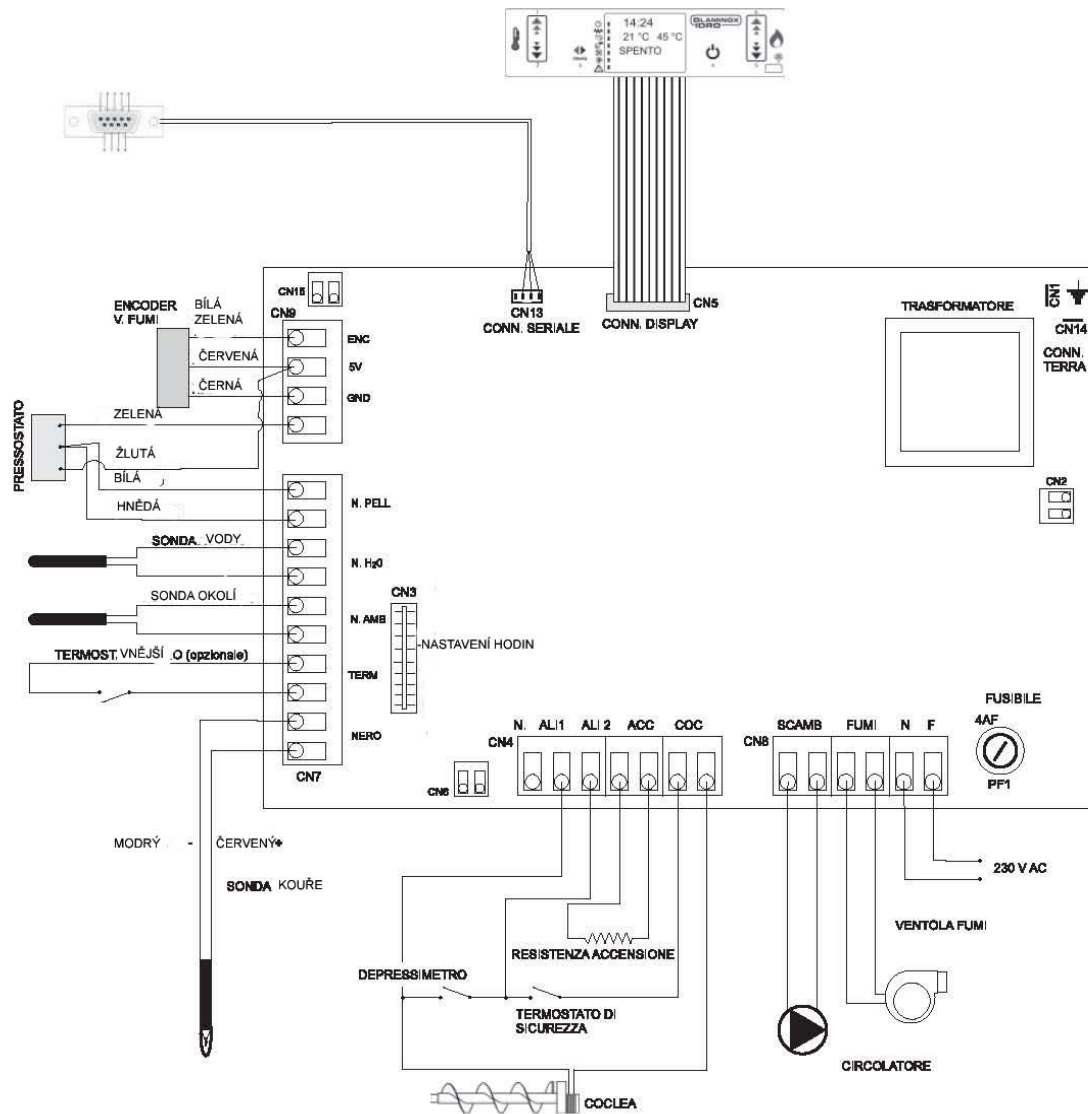 14:24
21 °C 45 °C
SPENTO
LAMINOX
IDRO
CN15
CN13
CONN. SERIALE
CN5
CONN. DISPLAY
TRASFORMATORE
CN1
CN14
CONN.
TERRA
CN2
ENCODER
V. FUMI
BÍLÁ
ZELENÁ
ČERVENÁ
ČERNÁ
CN9
ENC
5V
GND
PRESSOSTATO
ZELENÁ
ŽLUTÁ
BÍLÁ
HNĚDÁ
N. PELL
SONDA VODY
N. H20
SONDA OKOLÍ
N. AMB
TERMOST. VNĚJŠÍ .O (opzionale)
TERM
NERO
CN7
CN3
-NASTAVENÍ HODIN
CN6
CN4
N. ALI1 ALI 2 ACC COC
CN8
SCAMB FUMI N F
FUSIBILE
4AF
PF1
MODRÝ - ČERVENÝ+
SONDA KOUŘE
230 V AC
VENTOLA FUMI
RESISTENZA ACCENSIONE
DEPRESSIMETRO
TERMOSTATO DI
SICUREZZA
CIRCOLATORE
COCLEA